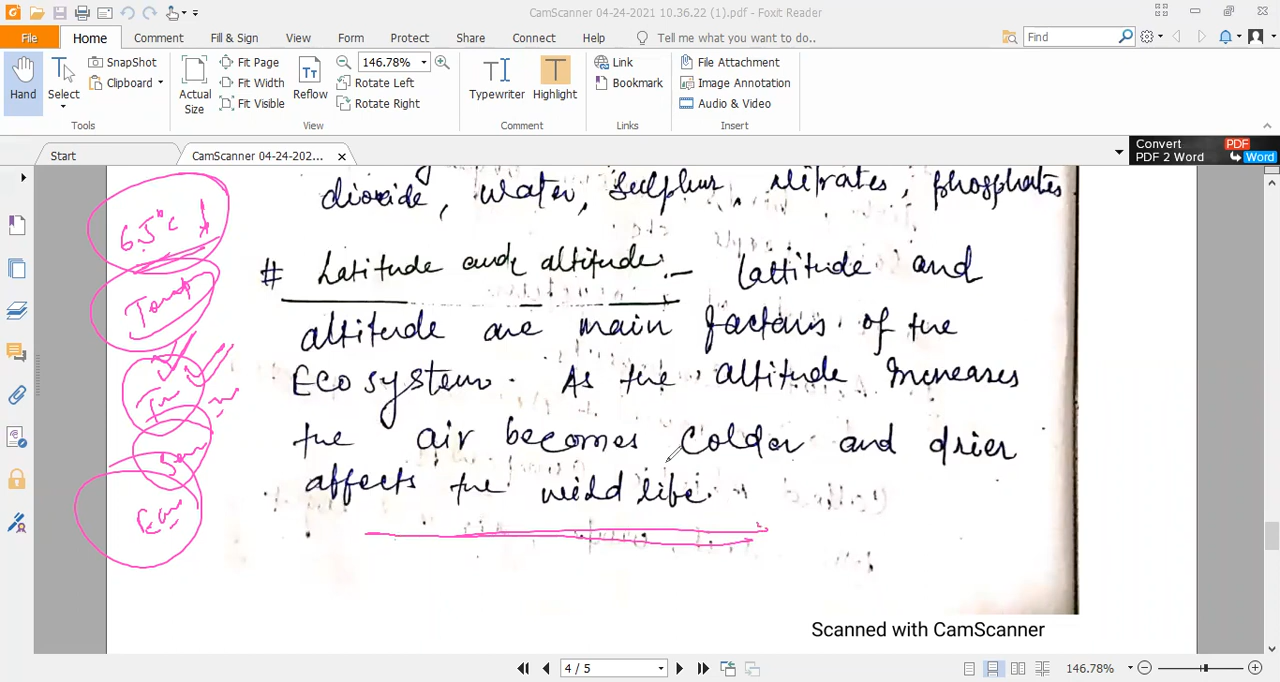 CamScanner 04-24-2021 10.36.22 (1).pdf - Foxit Reader
File Home Comment Fill & Sign View Form Protect Share Connect Help Tell me what you want to do.. Find
Hand
Select
SnapShot
Clipboard
Tools
Actual Size
Fit Page
Fit Width
Fit Visible
Reflow
146.78%
Rotate Left
Rotate Right
View
Typewriter
Highlight
Comment
Link
Bookmark
Links
File Attachment
Image Annotation
Audio & Video
Insert
Start
CamScanner 04-24-202...
Convert PDF
PDF 2 Word Word
dioxide, water, sulphur, nitrates, phosphates
# Latitude and altitude:- Lattitude and
altitude are main factors of the
Eco system. As the altitude increases
the air becomes colder and drier
affects the wild life.
6.5°C
Temp
Scanned with CamScanner
4 / 5
146.78%